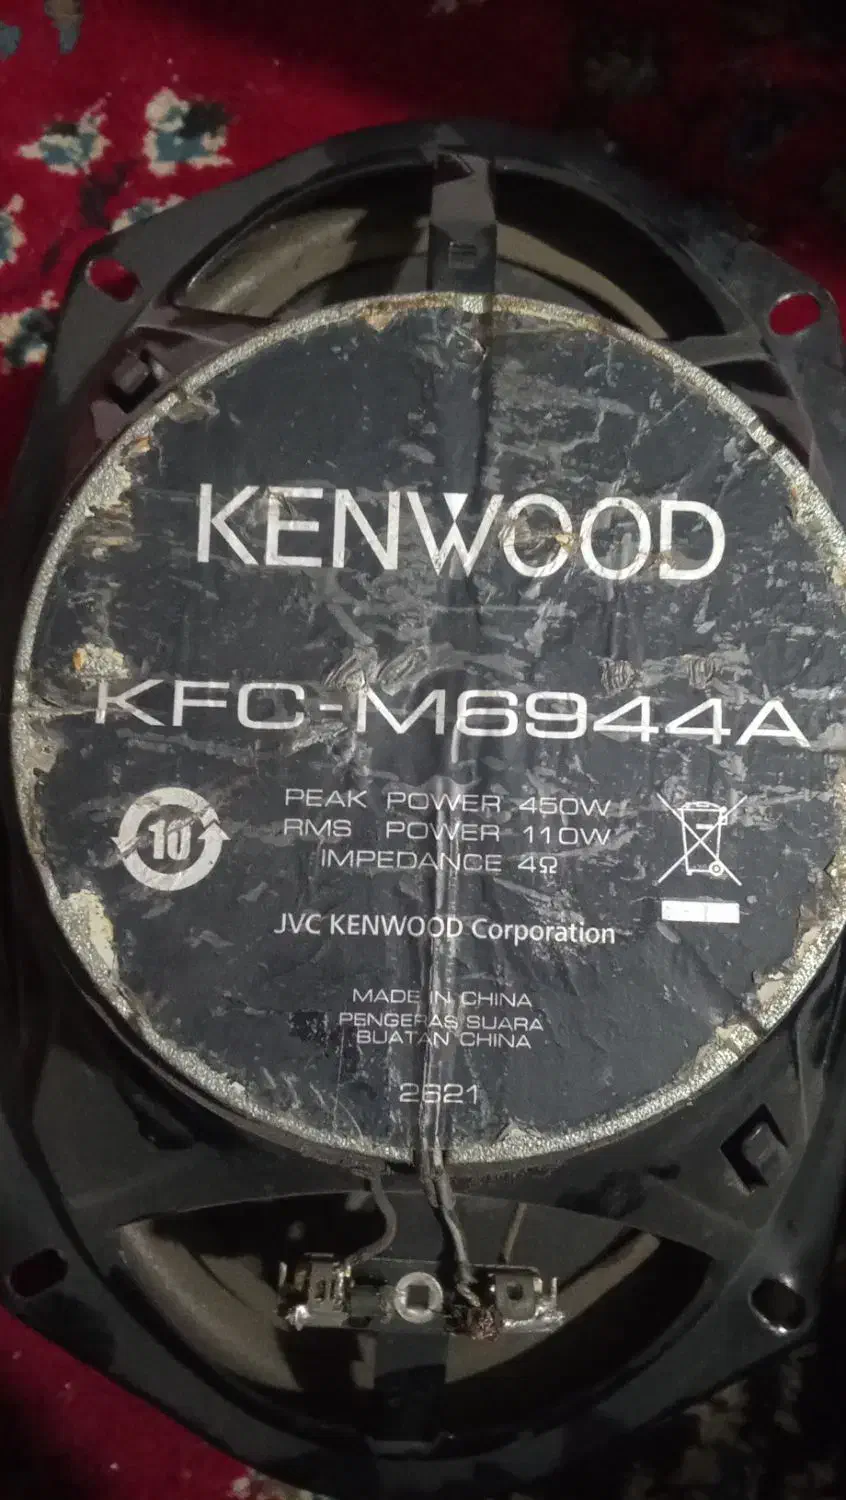 KENWOOD
KFC-M6944A
10
PEAK POWER 450W
RMS POWER 110W
IMPEDANCE 4Ω
JVC KENWOOD Corporation
MADE IN CHINA
PENGERAS SUARA
BUATAN CHINA